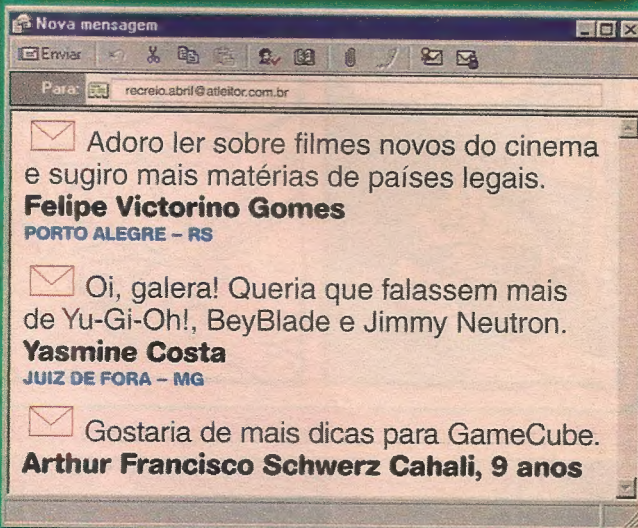 Nova mensagem
Enviar
Para: recreio.abril@atleitor.com.br
Adoro ler sobre filmes novos do cinema
e sugiro mais matérias de países legais.
Felipe Victorino Gomes
PORTO ALEGRE – RS
Oi, galera! Queria que falassem mais
de Yu-Gi-Oh!, BeyBlade e Jimmy Neutron.
Yasmine Costa
JUIZ DE FORA – MG
Gostaria de mais dicas para GameCube.
Arthur Francisco Schwerz Cahali, 9 anos